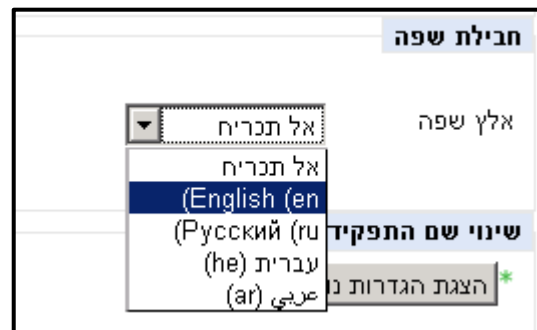 חבילת שפה
אלץ שפה
אל תכריח
אל תכריח
English (en)
Русский (ru)
עברית (he)
عربي (ar)
שינוי שם התפקיד
הצגת הגדרות *